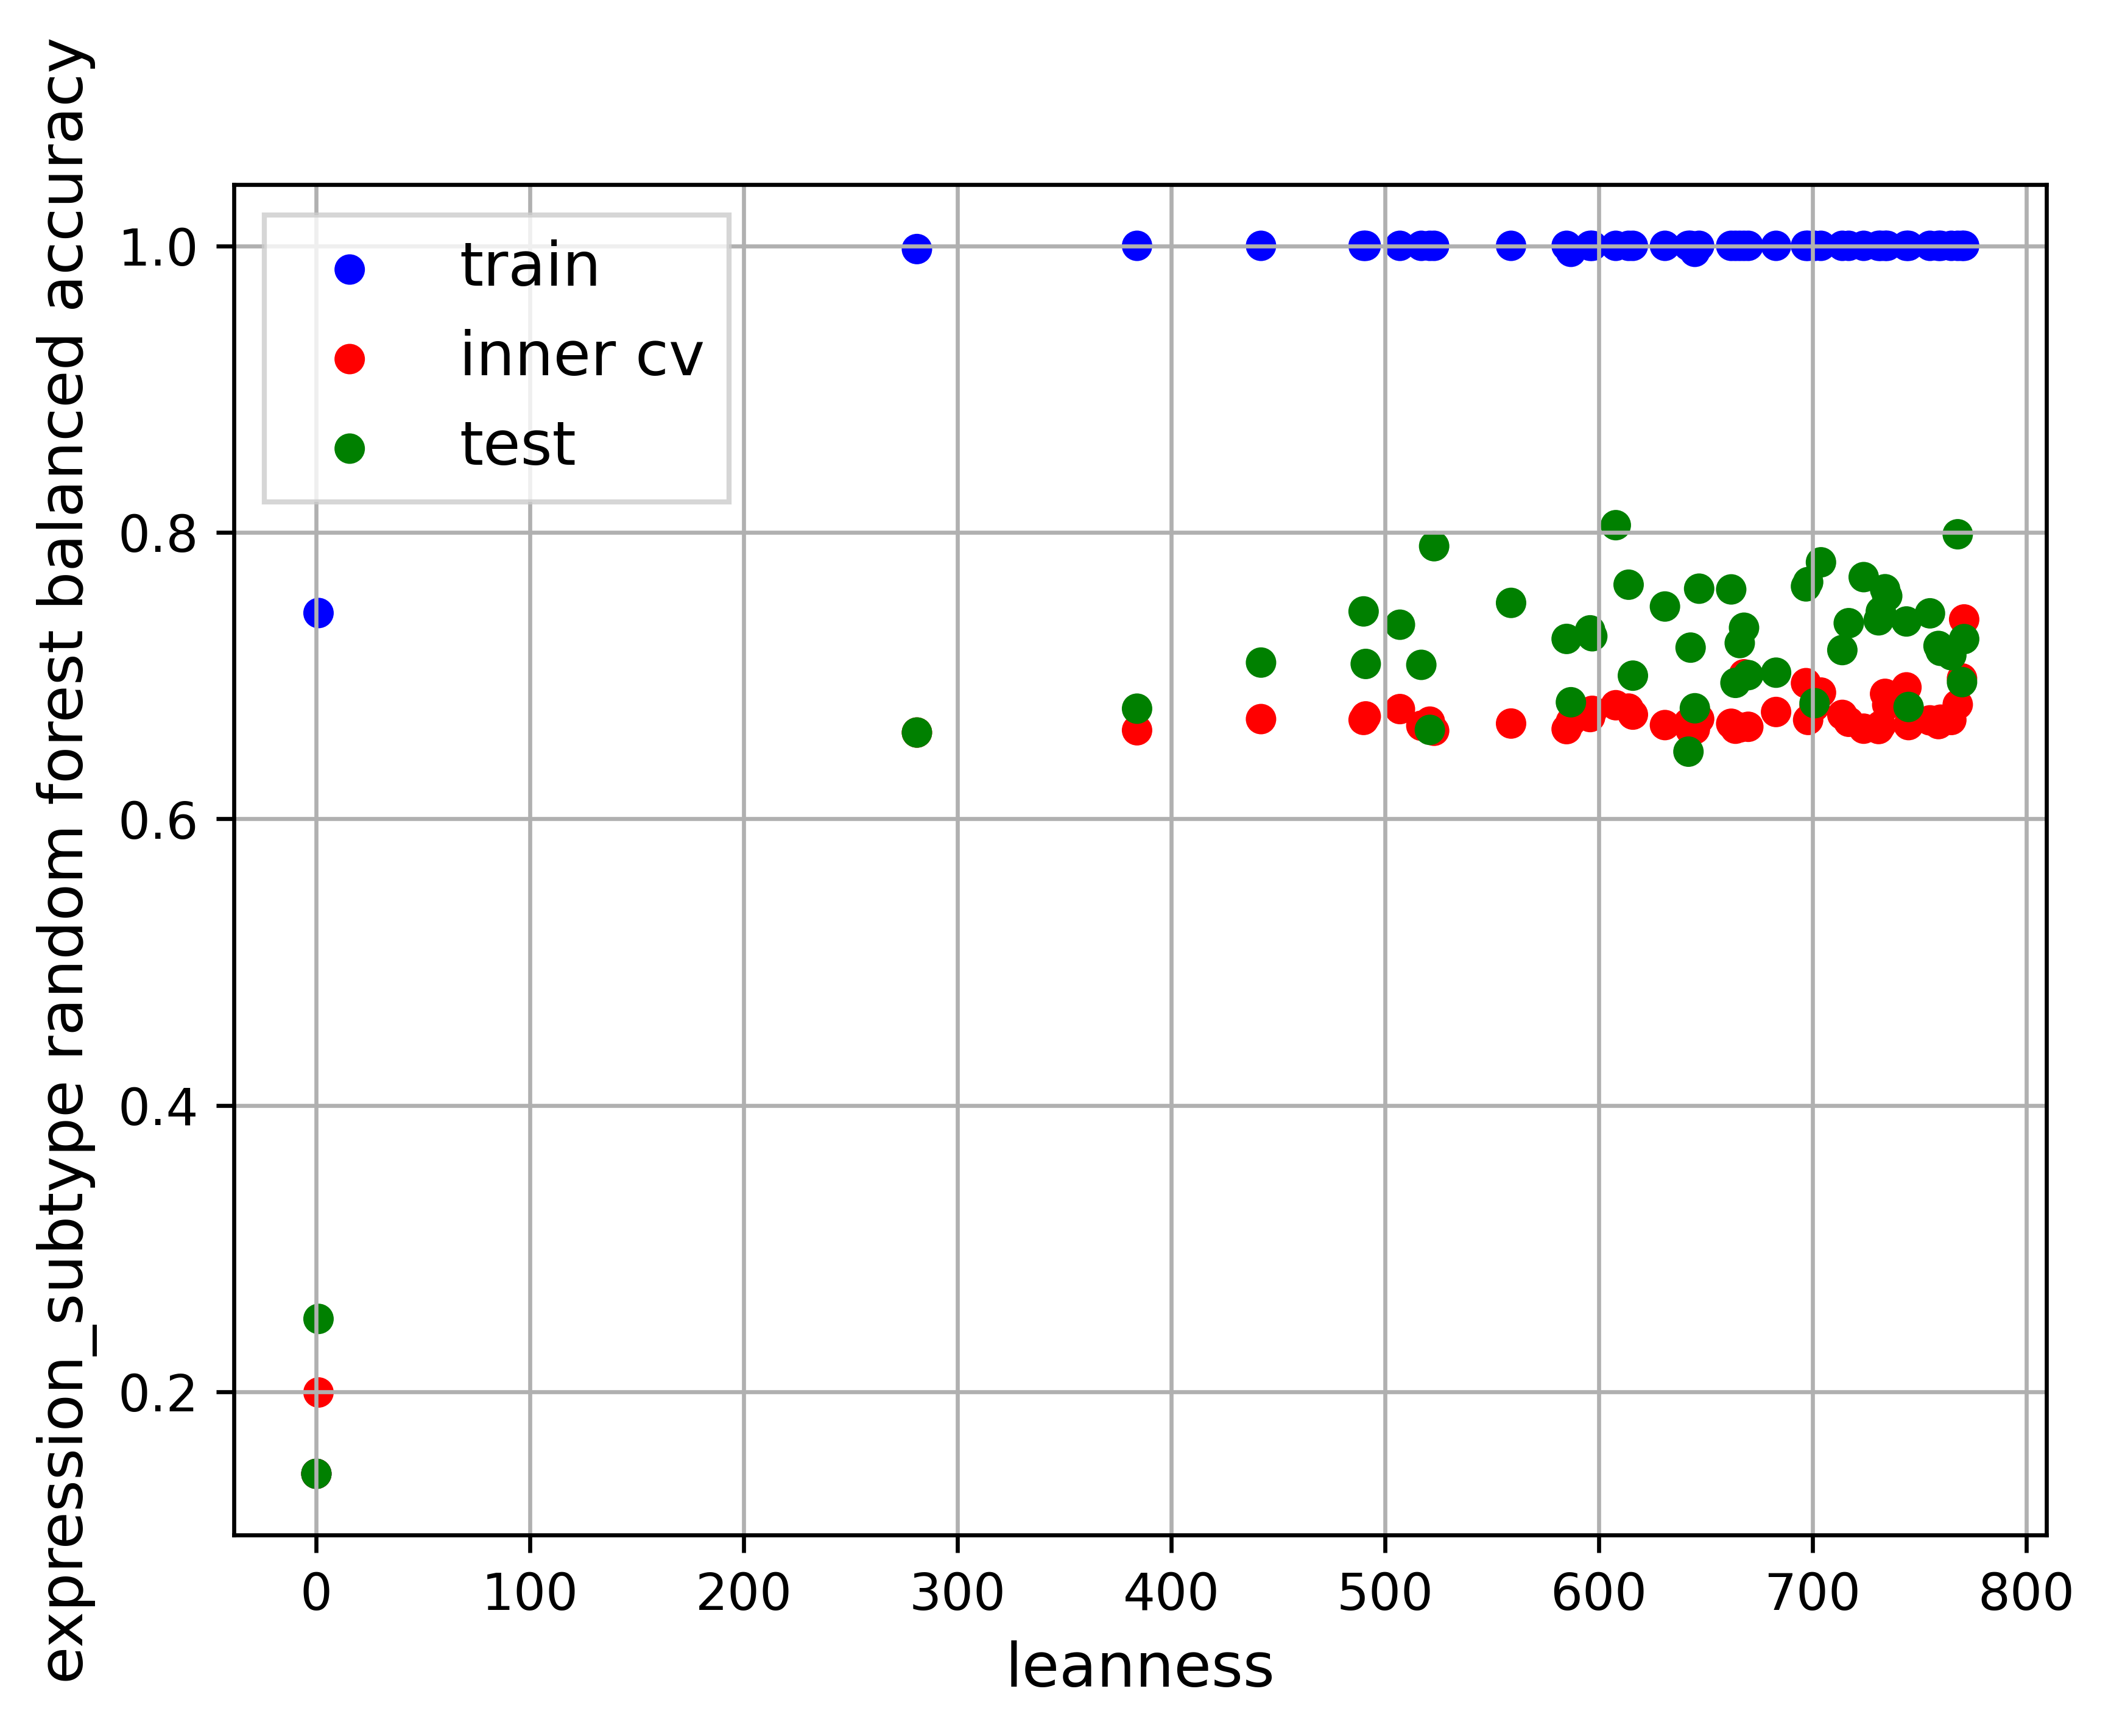 expression_subtype random forest balanced accuracy
train
inner cv
test
1.0
0.8
0.6
0.4
0.2
0 100 200 300 400 500 600 700 800
leanness